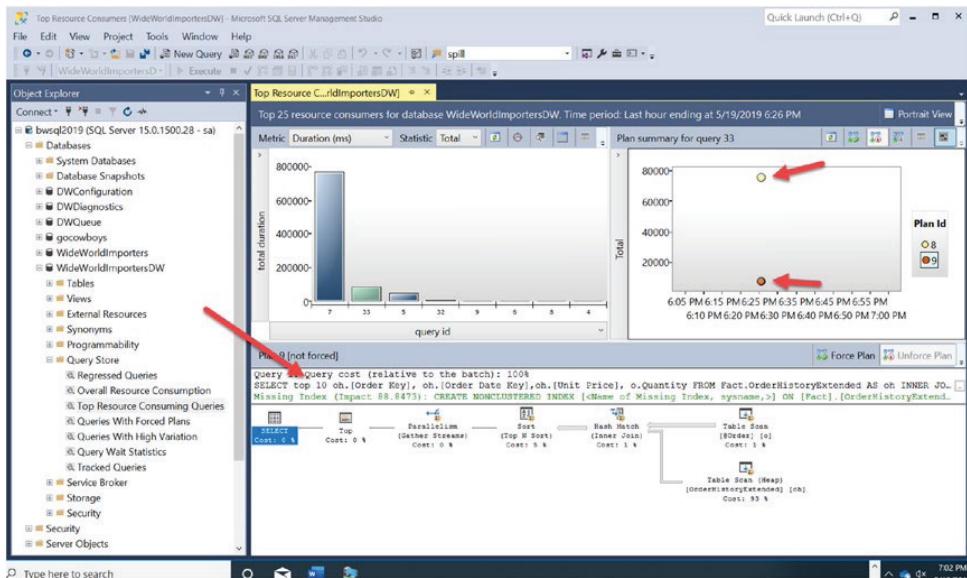 Top Resource Consumers [WideWorldImportersDW] - Microsoft SQL Server Management Studio
Quick Launch (Ctrl+Q)
File Edit View Project Tools Window Help
New Query
spill
WideWorldImportersD
Execute
Object Explorer
Connect
bwsql2019 (SQL Server 15.0.1500.28 - sa)
Databases
System Databases
Database Snapshots
DWConfiguration
DWDiagnostics
DWQueue
gocowboys
WideWorldImporters
WideWorldImportersDW
Tables
Views
External Resources
Synonyms
Programmability
Query Store
Regressed Queries
Overall Resource Consumption
Top Resource Consuming Queries
Queries With Forced Plans
Queries With High Variation
Query Wait Statistics
Tracked Queries
Service Broker
Storage
Security
Security
Server Objects
Top Resource C...rldImportersDW]
Top 25 resource consumers for database WideWorldImportersDW. Time period: Last hour ending at 5/19/2019 6:26 PM
Portrait View
Metric Duration (ms) Statistic Total
total duration
800000
600000
400000
200000
0
7 33 5 32 9 6 8 4
query id
Plan summary for query 33
Total
80000
60000
40000
20000
6:05 PM 6:15 PM 6:25 PM 6:35 PM 6:45 PM 6:55 PM
6:10 PM 6:20 PM 6:30 PM 6:40 PM 6:50 PM 7:00 PM
Plan Id
8
9
Plan 9 [not forced]
Force Plan Unforce Plan
Query cost (relative to the batch): 100%
SELECT top 10 oh.[Order Key], oh.[Order Date Key],oh.[Unit Price], o.Quantity FROM Fact.OrderHistoryExtended AS oh INNER JO...
Missing Index (Impact 88.8473): CREATE NONCLUSTERED INDEX [<Name of Missing Index, sysname,>] ON [Fact].[OrderHistoryExtend...
SELECT
Cost: 0 %
Top
Cost: 0 %
Parallelism
(Gather Streams)
Cost: 0 %
Sort
(Top N Sort)
Cost: 5 %
Hash Match
(Inner Join)
Cost: 1 %
Table Scan
[@Order] [o]
Cost: 1 %
Table Scan (Heap)
[OrderHistoryExtended] [oh]
Cost: 93 %
Type here to search
7:02 PM